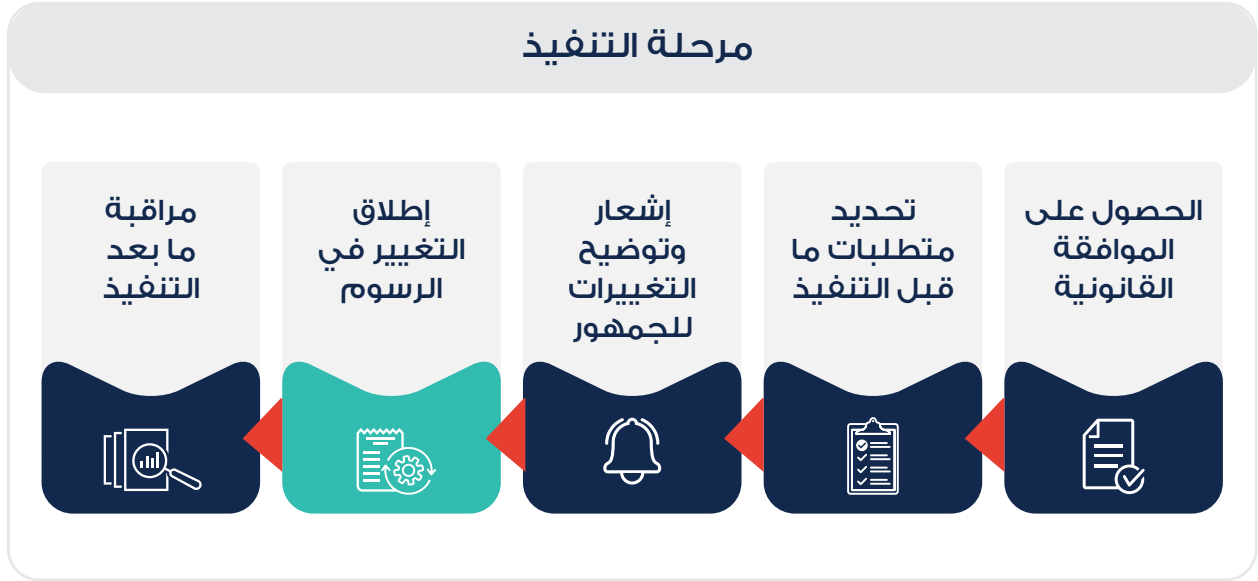 مرحلة التنفيذ
الحصول على
الموافقة
القانونية
تحديد
متطلبات ما
قبل التنفيذ
إشعار
وتوضيح
التغييرات
للجمهور
إطلاق
التغيير في
الرسوم
مراقبة
ما بعد
التنفيذ